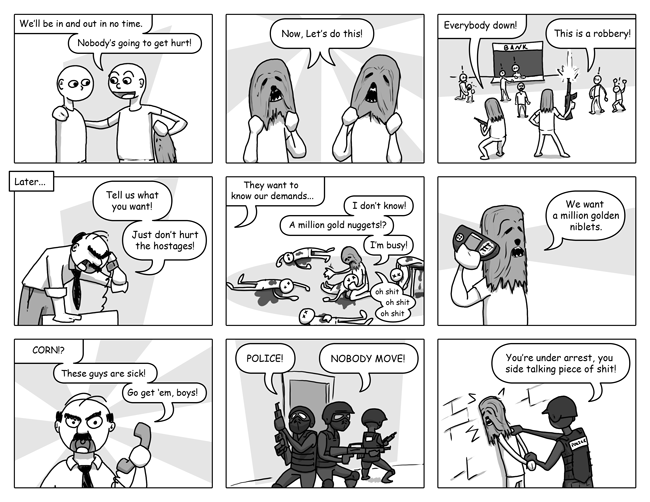 We'll be in and out in no time.
Nobody's going to get hurt!
Now, Let's do this!
Everybody down!
This is a robbery!
BANK
Later...
Tell us what
you want!
Just don't hurt
the hostages!
They want to
know our demands...
I don't know!
A million gold nuggets!?
I'm busy!
oh shit
oh shit
oh shit
We want
a million golden
niblets.
CORN!?
These guys are sick!
Go get 'em, boys!
POLICE!
NOBODY MOVE!
You're under arrest, you
side talking piece of shit!
POLICE